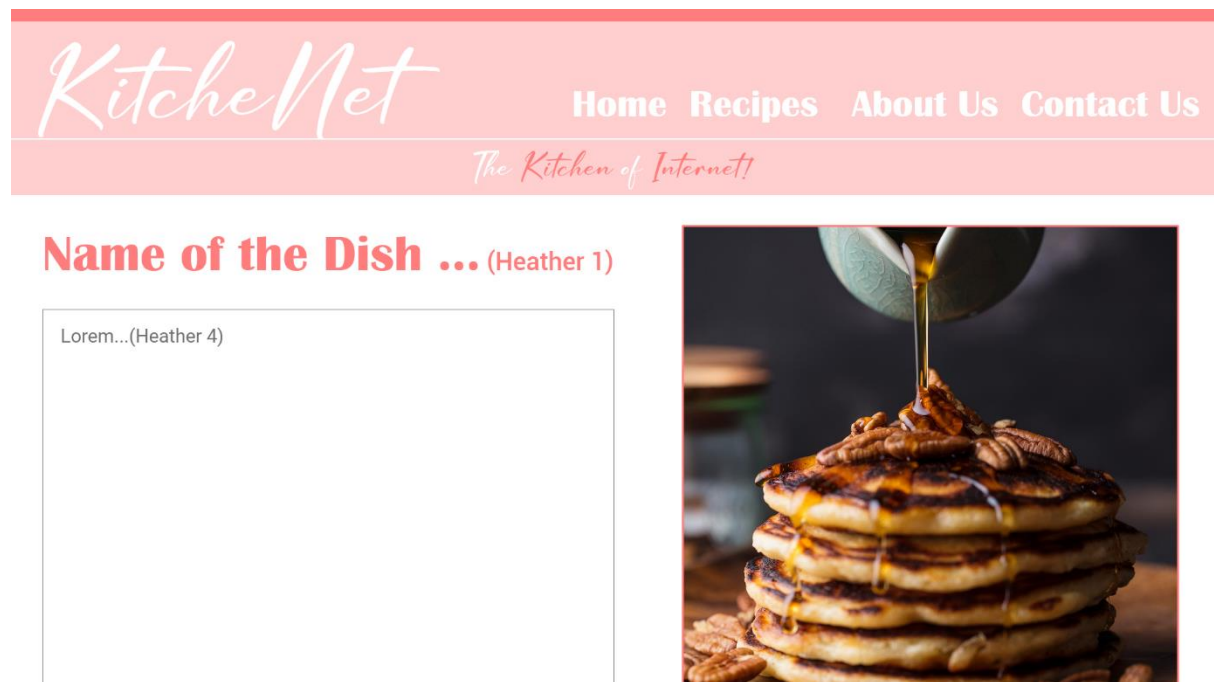 KitcheNet
Home Recipes About Us Contact Us
The Kitchen of Internet!
Name of the Dish ... (Heather 1)
Lorem...(Heather 4)